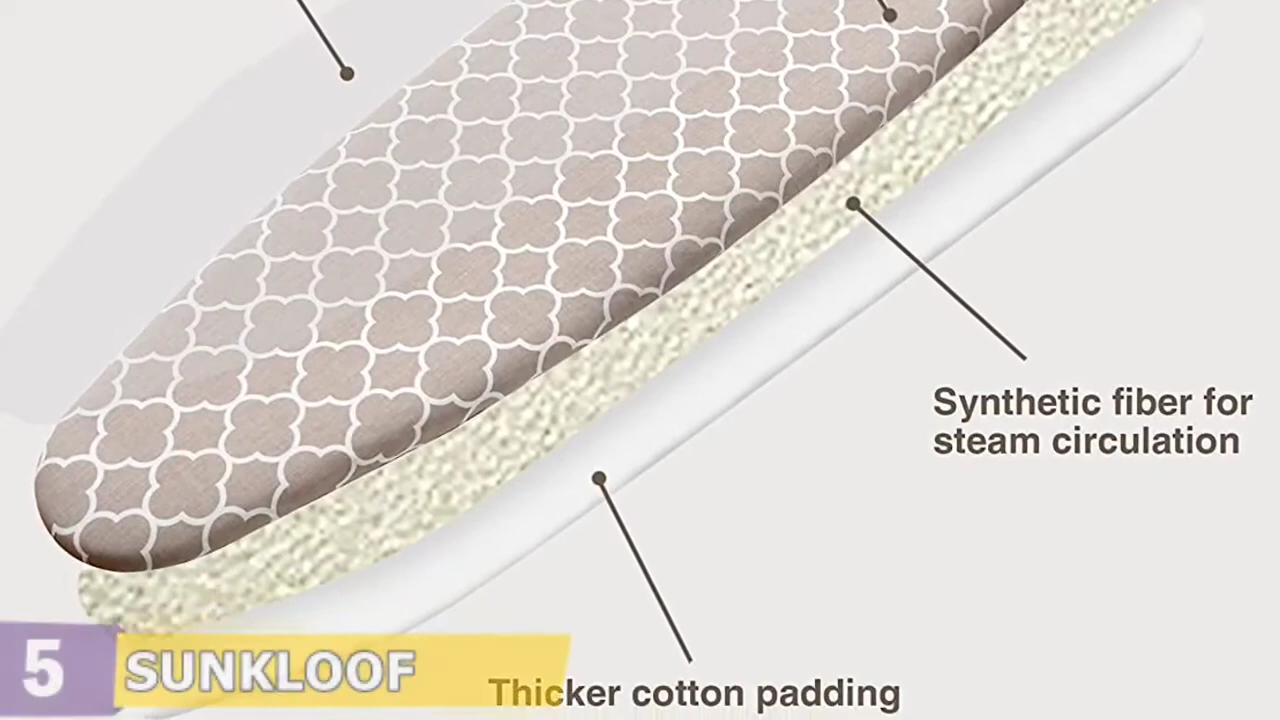 Synthetic fiber for
steam circulation
5 SUNKLOOF
Thicker cotton padding